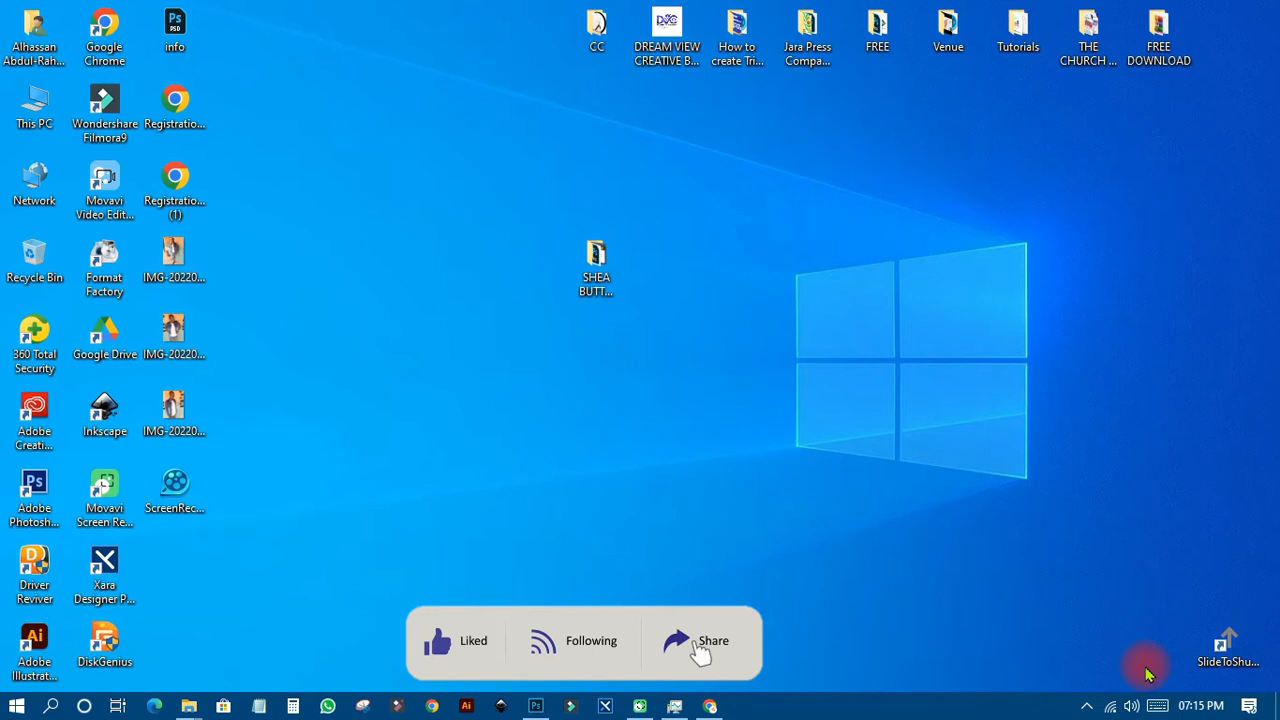 Alhassan
Abdul-Rah...
Google
Chrome
info
CC
DREAM VIEW
CREATIVE B...
How to
create Tri...
Jara Press
Compa...
FREE
Venue
Tutorials
THE
CHURCH ...
FREE
DOWNLOAD
This PC
Wondershare
Filmora9
Registratio...
Network
Movavi
Video Edit...
Registratio...
(1)
Recycle Bin
Format
Factory
IMG-20220...
SHEA
BUTT...
360 Total
Security
Google Drive
IMG-20220...
Adobe
Creati...
Inkscape
IMG-20220...
Adobe
Photosh...
Movavi
Screen Re...
ScreenRec...
Driver
Reviver
Xara
Designer P...
Liked
Following
Share
Adobe
Illustrat...
DiskGenius
SlideToShu...
07:15 PM